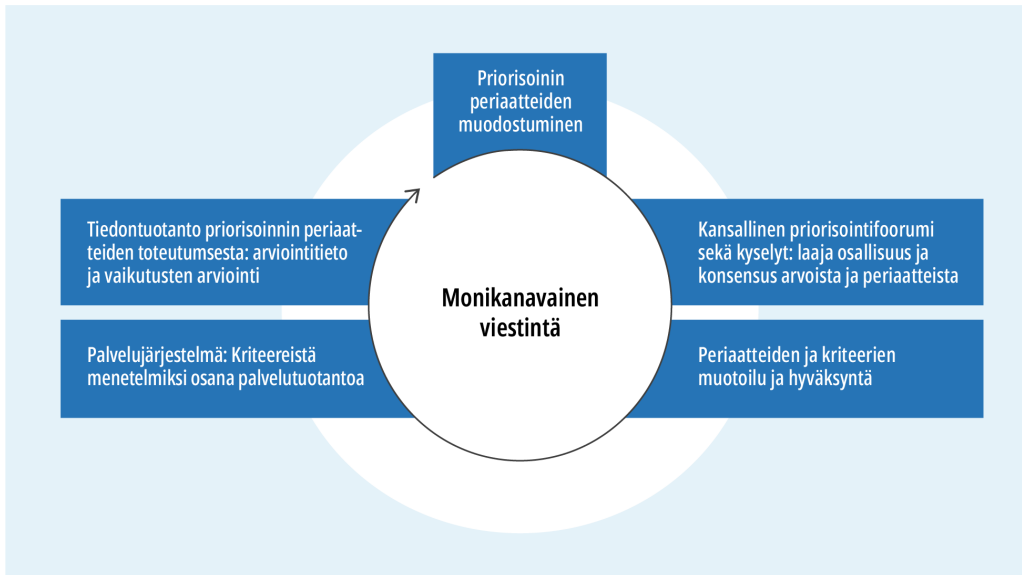 Priorisoinin
periaatteiden
muodostuminen
Tiedontuotanto priorisoinnin periaat-
teiden toteutumsesta: arviointitieto
ja vaikutusten arviointi
Kansallinen priorisointifoorumi
sekä kyselyt: laaja osallisuus ja
konsensus arvoista ja periaatteista
Monikanavainen
viestintä
Palvelujärjestelmä: Kriteereistä
menetelmiksi osana palvelutuotantoa
Periaatteiden ja kriteerien
muotoilu ja hyväksyntä